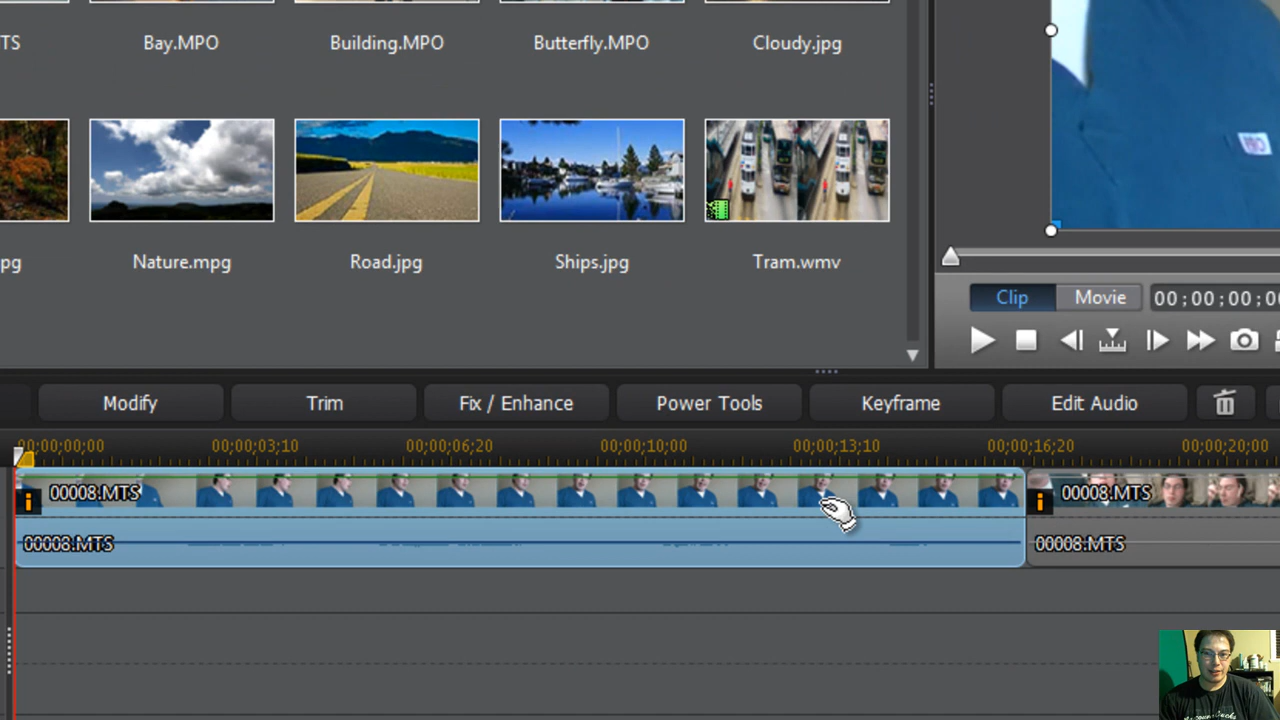 TS
Bay.MPO
Building.MPO
Butterfly.MPO
Cloudy.jpg
pg
Nature.mpg
Road.jpg
Ships.jpg
Tram.wmv
Clip
Movie
00;00;00;0
Modify
Trim
Fix / Enhance
Power Tools
Keyframe
Edit Audio
00;00;00;00
00;00;03;10
00;00;06;20
00;00;10;00
00;00;13;10
00;00;16;20
00;00;20;00
i
00008.MTS
i
00008.MTS
00008.MTS
00008.MTS